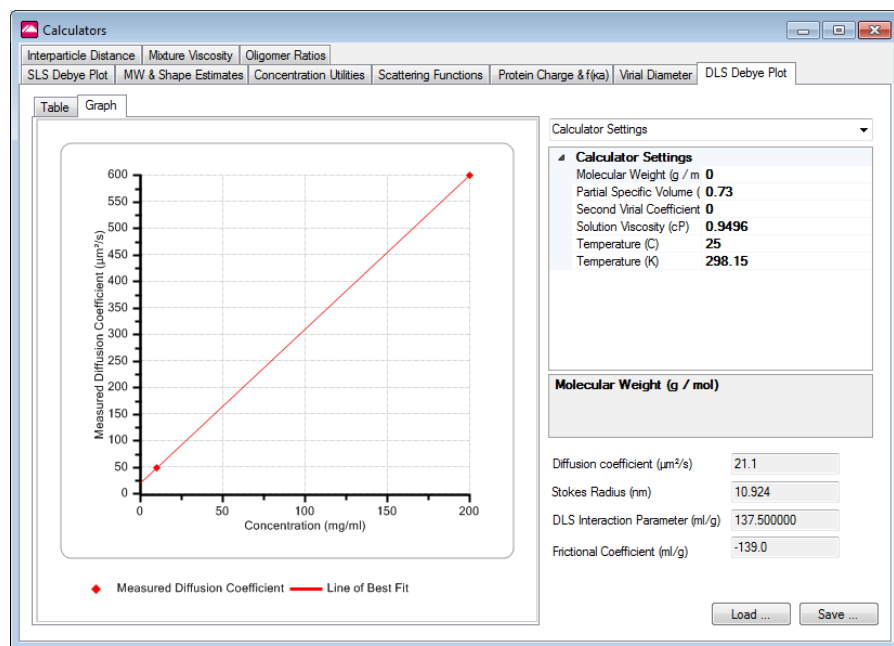 Calculators
Interparticle Distance Mixture Viscosity Oligomer Ratios
SLS Debye Plot MW & Shape Estimates Concentration Utilities Scattering Functions Protein Charge & f(κa) Virial Diameter DLS Debye Plot
Table Graph
Calculator Settings
Calculator Settings
Molecular Weight (g / m 0
Partial Specific Volume ( 0.73
Second Virial Coefficient 0
Solution Viscosity (cP) 0.9496
Temperature (C) 25
Temperature (K) 298.15
Molecular Weight (g / mol)
Diffusion coefficient (µm²/s) 21.1
Stokes Radius (nm) 10.924
DLS Interaction Parameter (ml/g) 137.500000
Frictional Coefficient (ml/g) -139.0
Measured Diffusion Coefficient (µm²/s)
600
550
500
450
400
350
300
250
200
150
100
50
0
0 50 100 150 200
Concentration (mg/ml)
Measured Diffusion Coefficient Line of Best Fit
Load ... Save ...